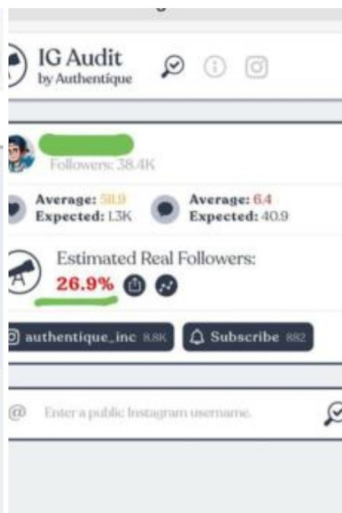 IG Audit
by Authentique
Followers: 38.4K
Average: 511.9
Expected: 1.3K
Average: 6.4
Expected: 40.9
Estimated Real Followers:
26.9%
authentique_inc 8.8K
Subscribe 882
@ Enter a public Instagram username.